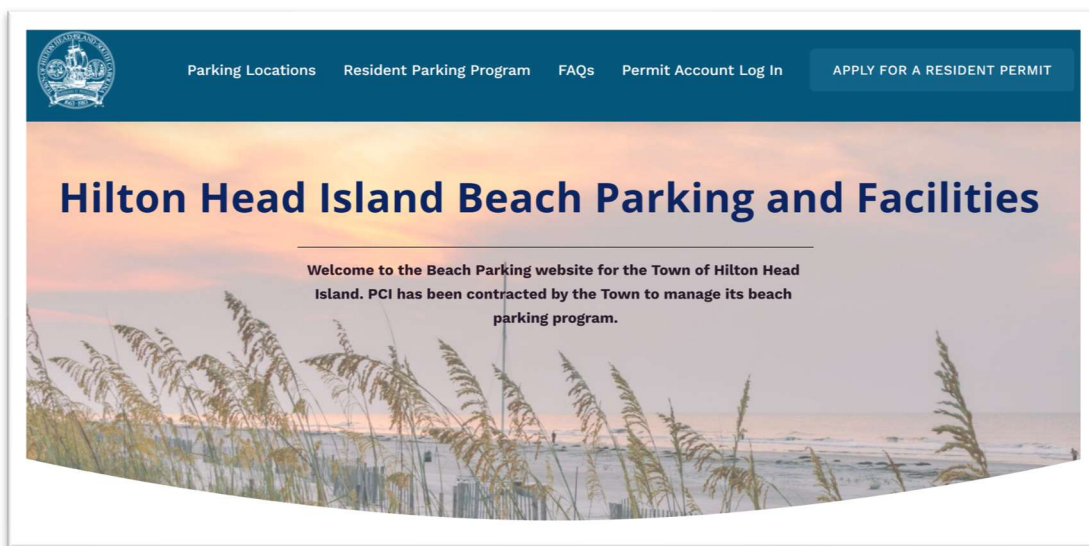 Parking Locations Resident Parking Program FAQs Permit Account Log In APPLY FOR A RESIDENT PERMIT
Hilton Head Island Beach Parking and Facilities
Welcome to the Beach Parking website for the Town of Hilton Head
Island. PCI has been contracted by the Town to manage its beach
parking program.